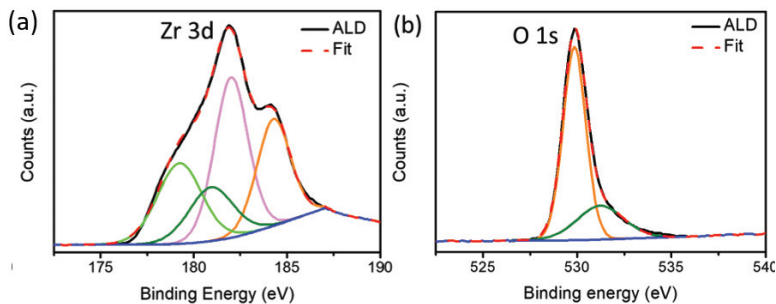 (a)
Zr 3d
ALD
Fit
Counts (a.u.)
175
180
185
190
Binding Energy (eV)
(b)
O 1s
ALD
Fit
Counts (a.u.)
525
530
535
540
Binding energy (eV)